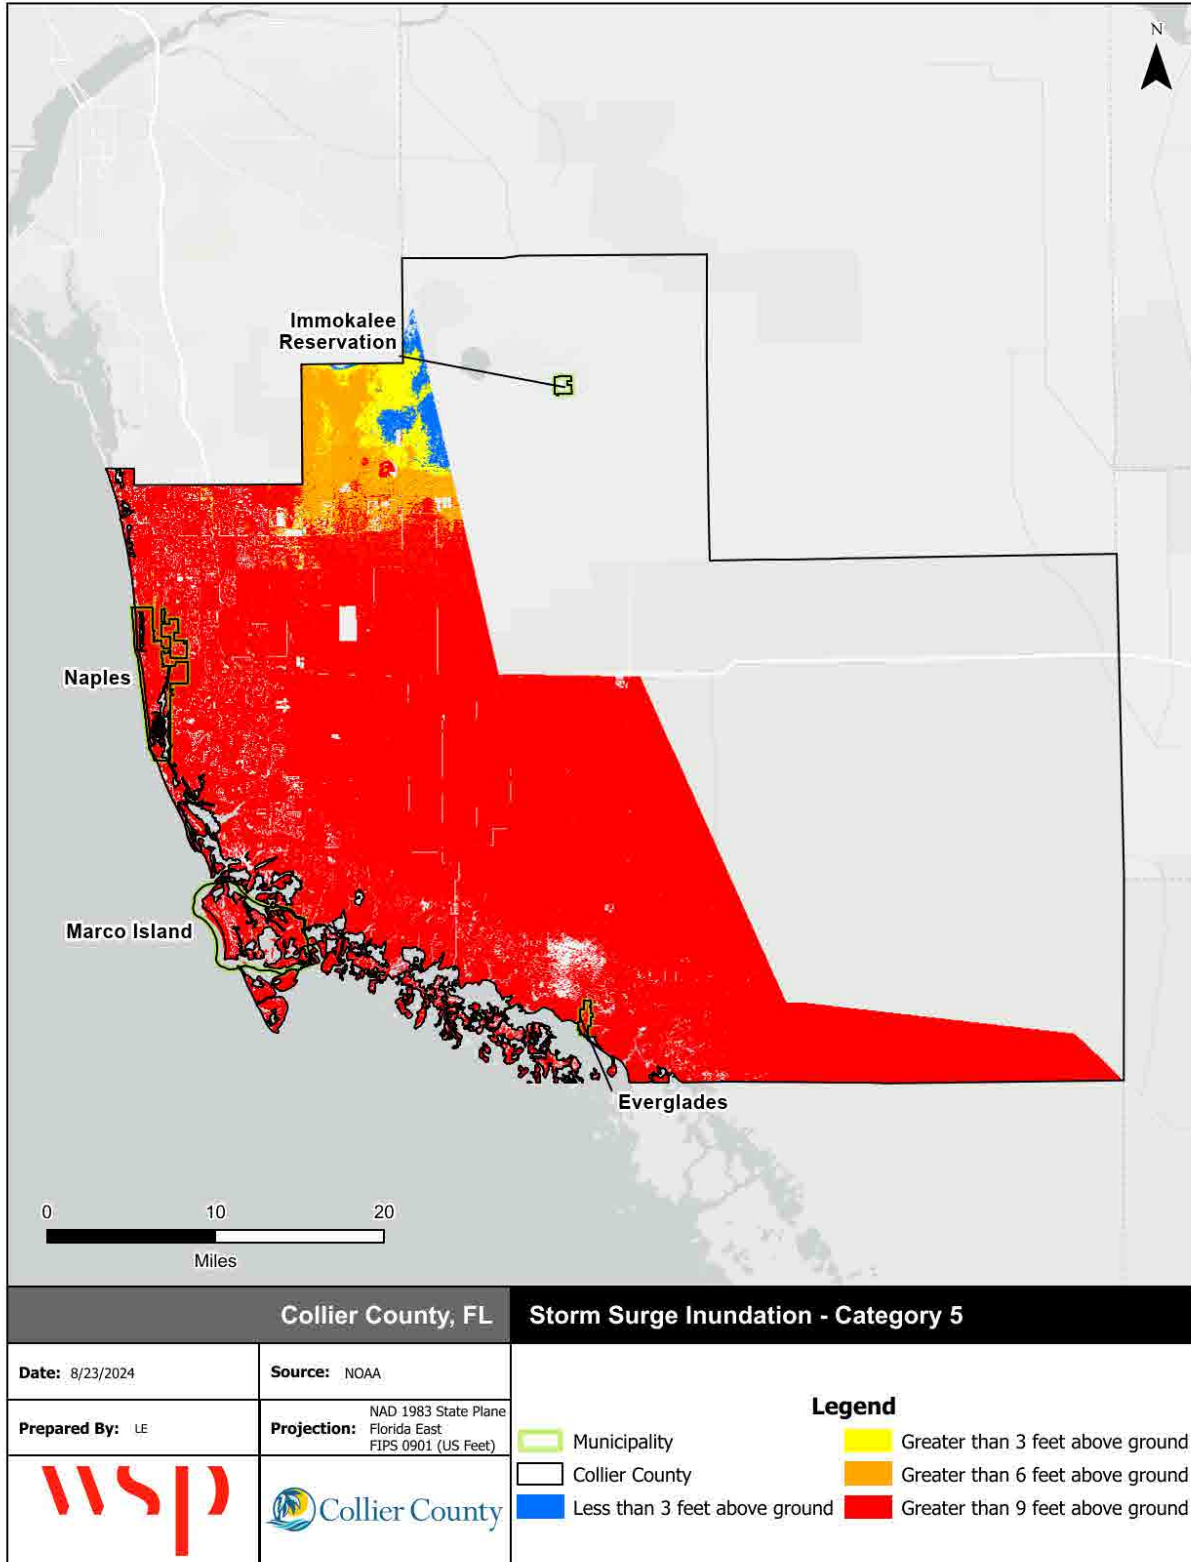 N
Immokalee
Reservation
Naples
Marco Island
Everglades
0 10 20
Miles
Collier County, FL
Storm Surge Inundation - Category 5
Date: 8/23/2024
Source: NOAA
Prepared By: LE
Projection: NAD 1983 State Plane
Florida East
FIPS 0901 (US Feet)
wsp
Collier County
Legend
Municipality
Collier County
Less than 3 feet above ground
Greater than 3 feet above ground
Greater than 6 feet above ground
Greater than 9 feet above ground